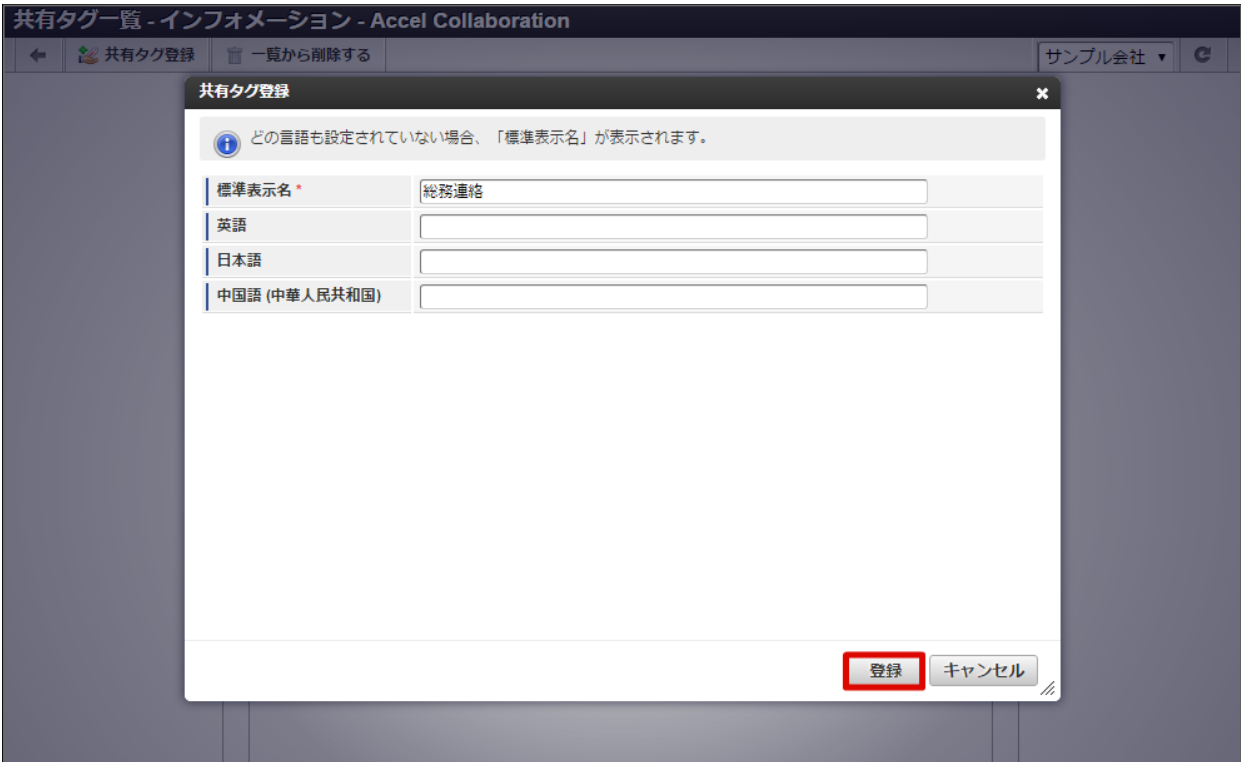 共有タグ一覧 - インフォメーション - Accel Collaboration
共有タグ登録 一覧から削除する サンプル会社
共有タグ登録
どの言語も設定されていない場合、「標準表示名」が表示されます。
標準表示名 * 総務連絡
英語
日本語
中国語 (中華人民共和国)
登録 キャンセル